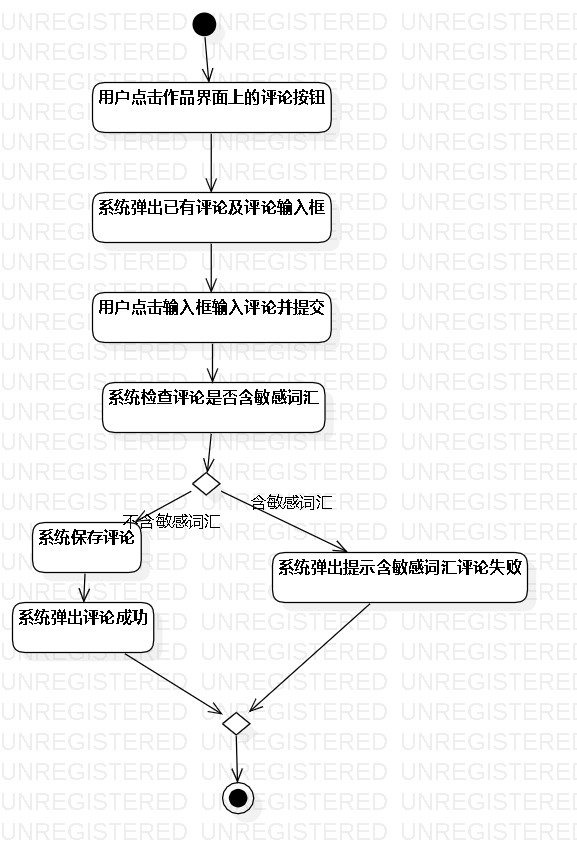 用户点击作品界面上的评论按钮
系统弹出已有评论及评论输入框
用户点击输入框输入评论并提交
系统检查评论是否含敏感词汇
含敏感词汇
不含敏感词汇
系统保存评论
系统弹出提示含敏感词汇评论失败
系统弹出评论成功
UNREGISTERED